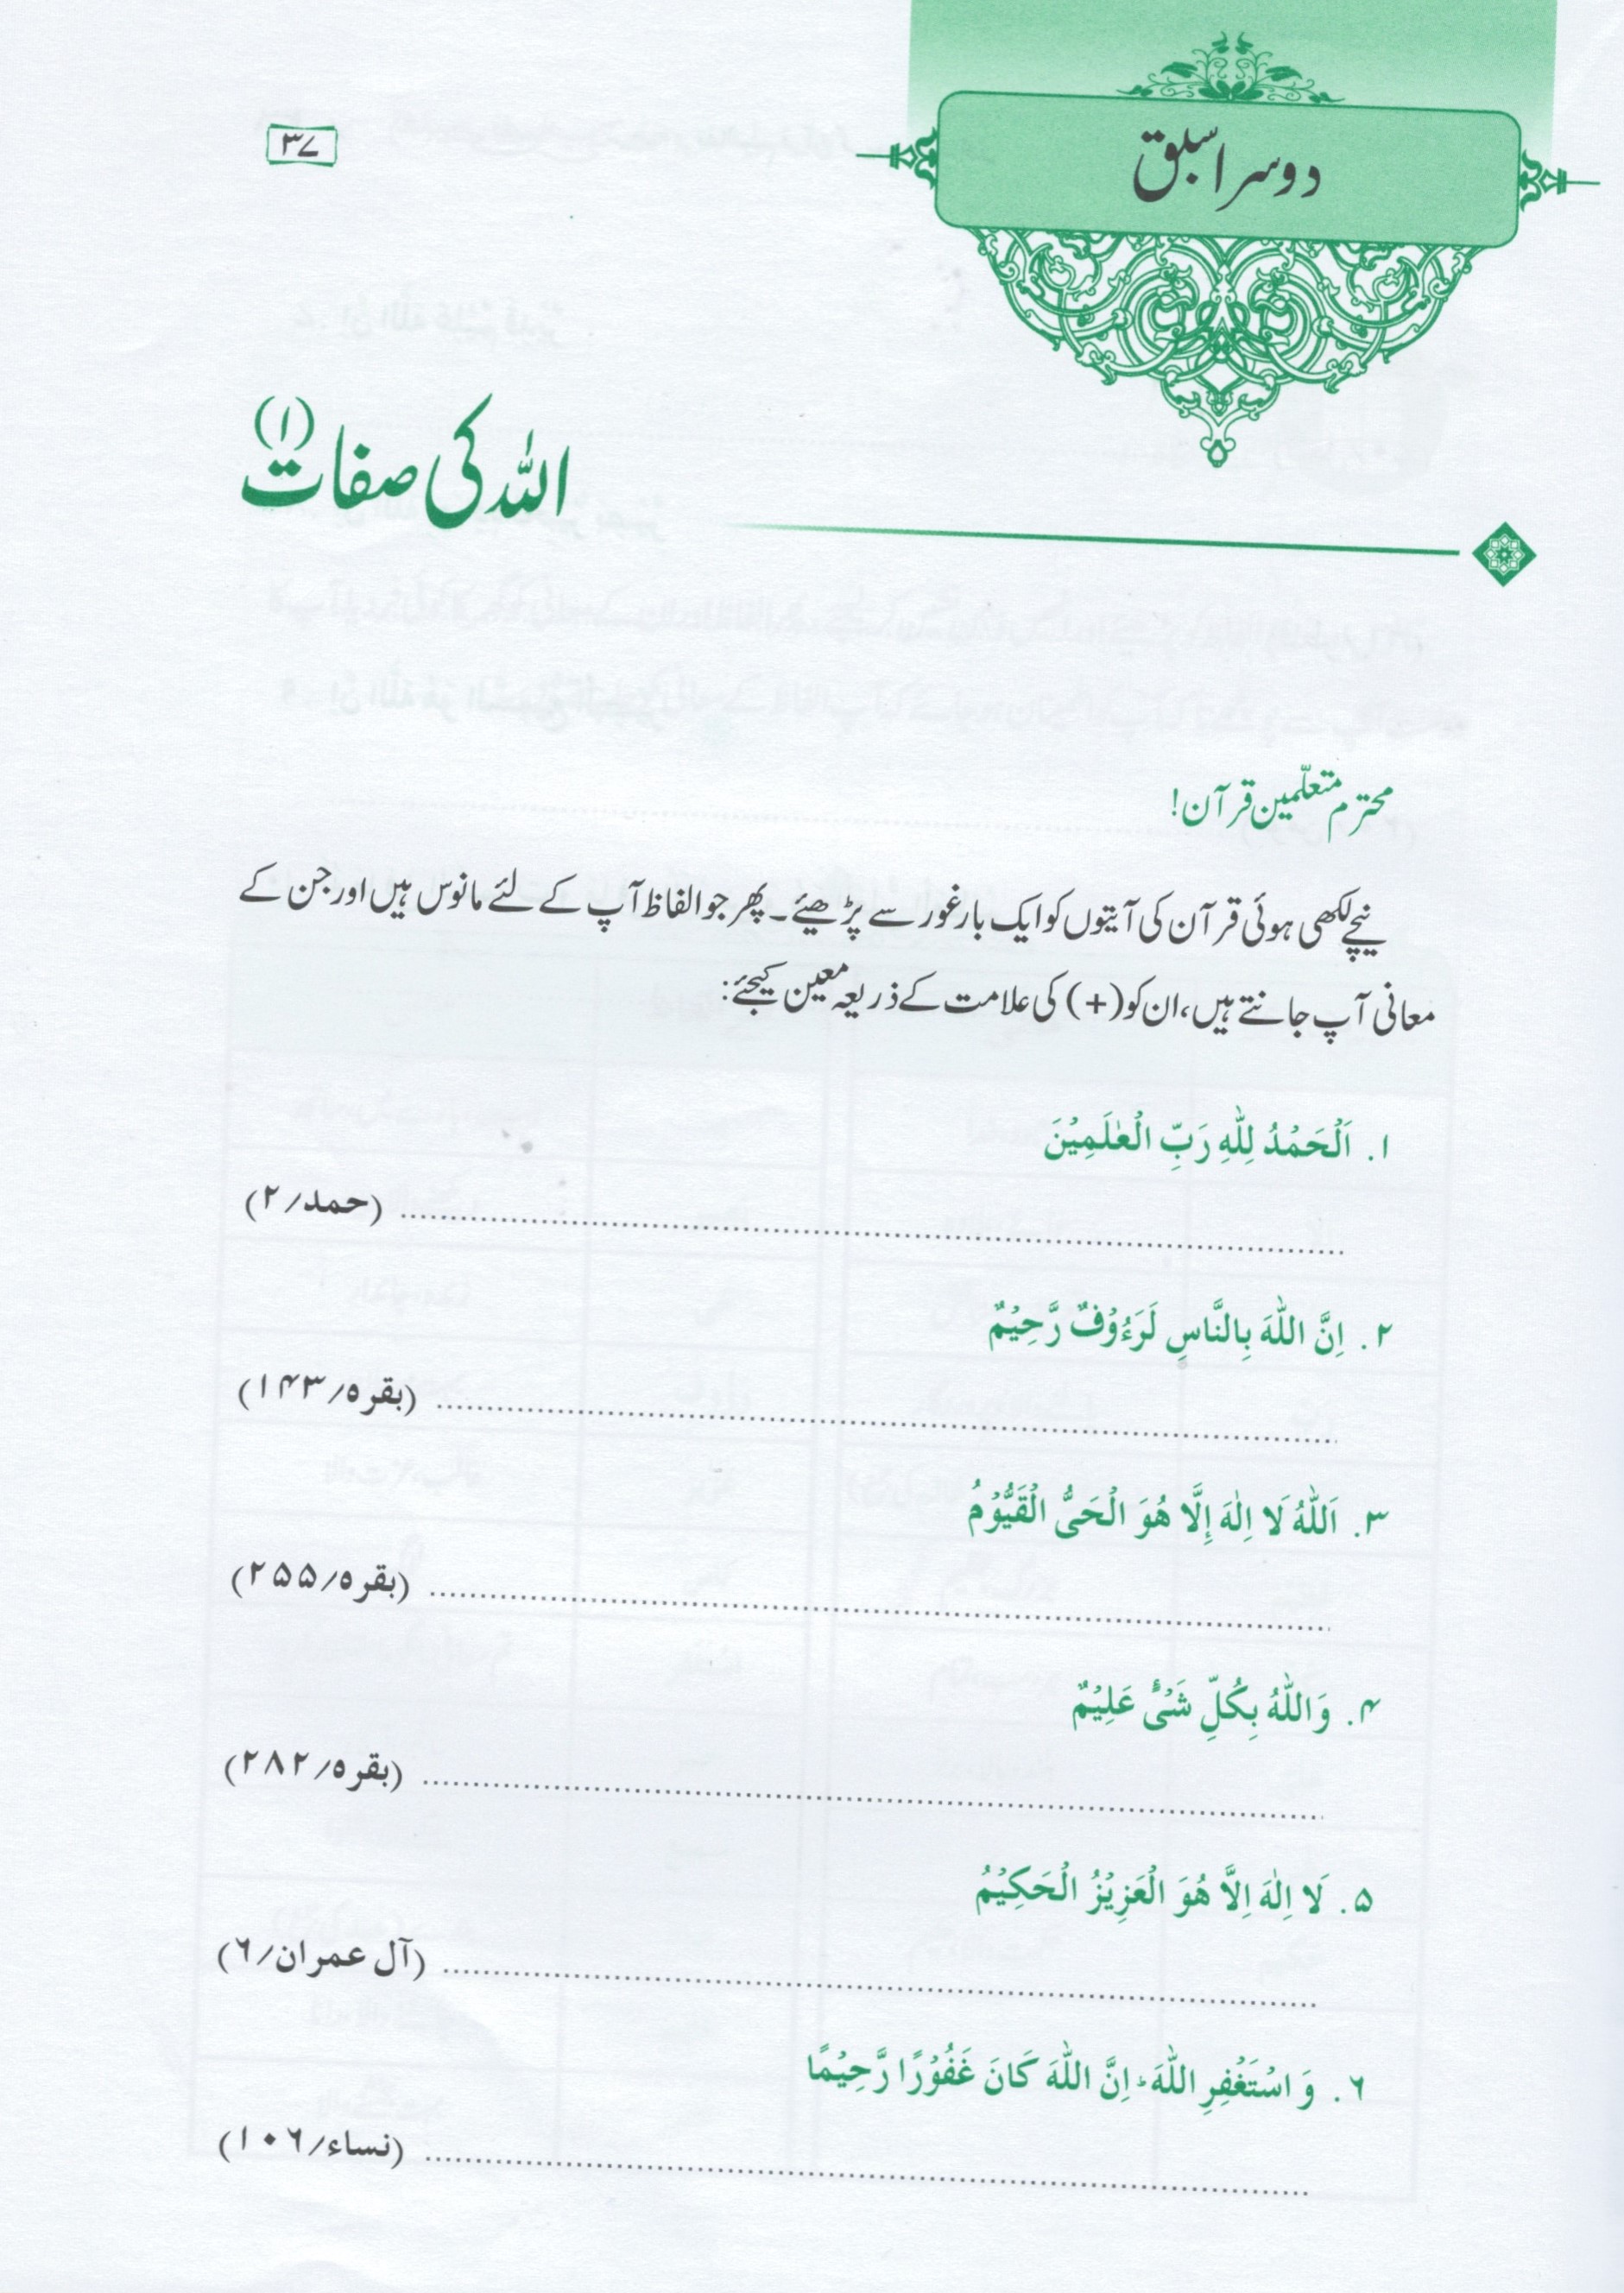 ۳۷
دوسرا سبق
اللہ کی صفات (۱)
محترم متعلّمین قرآن!
نیچے لکھی ہوئی قرآن کی آیتوں کو ایک بار غور سے پڑھیئے۔ پھر جو الفاظ آپ کے لئے مانوس ہیں اور جن کے
معانی آپ جانتے ہیں، ان کو (+) کی علامت کے ذریعہ معین کیجئے:
۱. اَلۡحَمۡدُ لِلّٰهِ رَبِّ الۡعٰلَمِيۡنَ
(حمد/۲)
۲. اِنَّ اللّٰهَ بِالنَّاسِ لَرَءُوۡفٌ رَّحِيۡمٌ
(بقره/۱۴۳)
۳. اَللّٰهُ لَا اِلٰهَ إِلَّا هُوَ الۡحَىُّ الۡقَيُّوۡمُ
(بقره/۲۵۵)
۴. وَاللّٰهُ بِكُلِّ شَىۡءٍ عَلِيۡمٌ
(بقره/۲۸۲)
۵. لَا اِلٰهَ اِلَّا هُوَ الۡعَزِيۡزُ الۡحَكِيۡمُ
(آل عمران/۶)
۶. وَ اسۡتَغۡفِرِ اللّٰهَ ؕ اِنَّ اللّٰهَ كَانَ غَفُوۡرًا رَّحِيۡمًا
(نساء/۱۰۶)